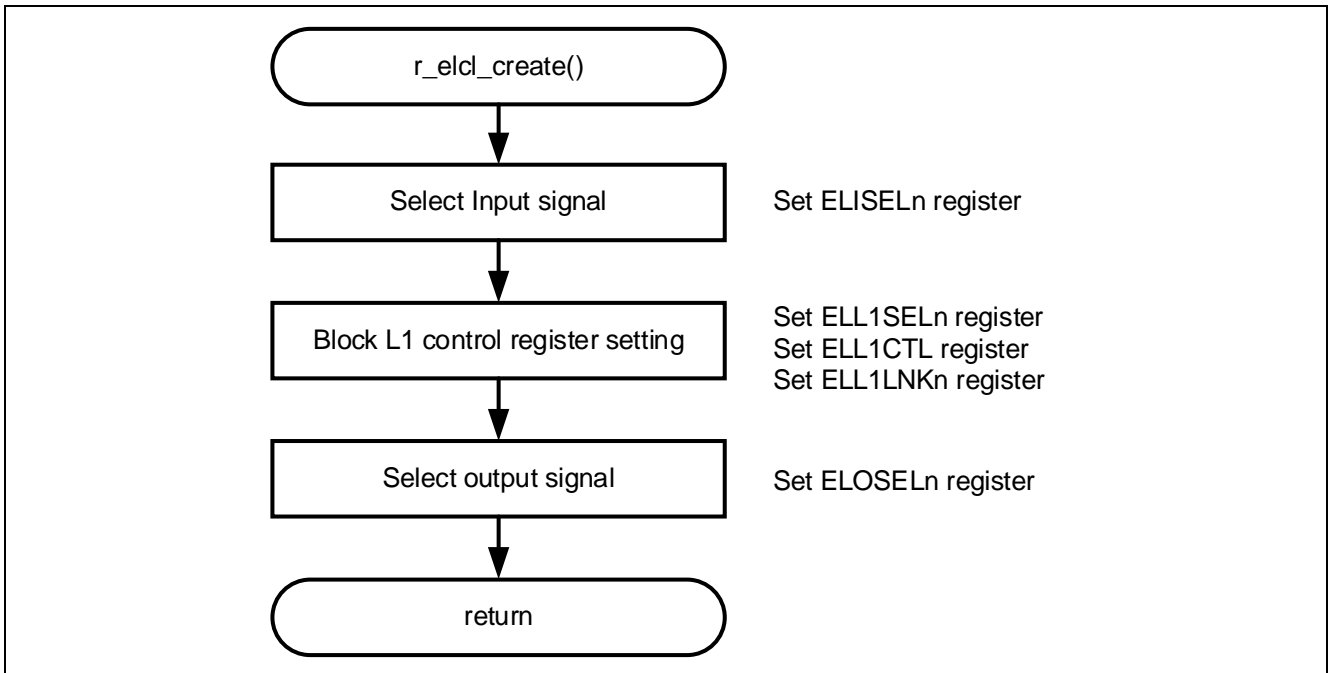 r_elcl_create()
Select Input signal
Set ELISELn register
Block L1 control register setting
Set ELL1SELn register
Set ELL1CTL register
Set ELL1LNKn register
Select output signal
Set ELOSELn register
return